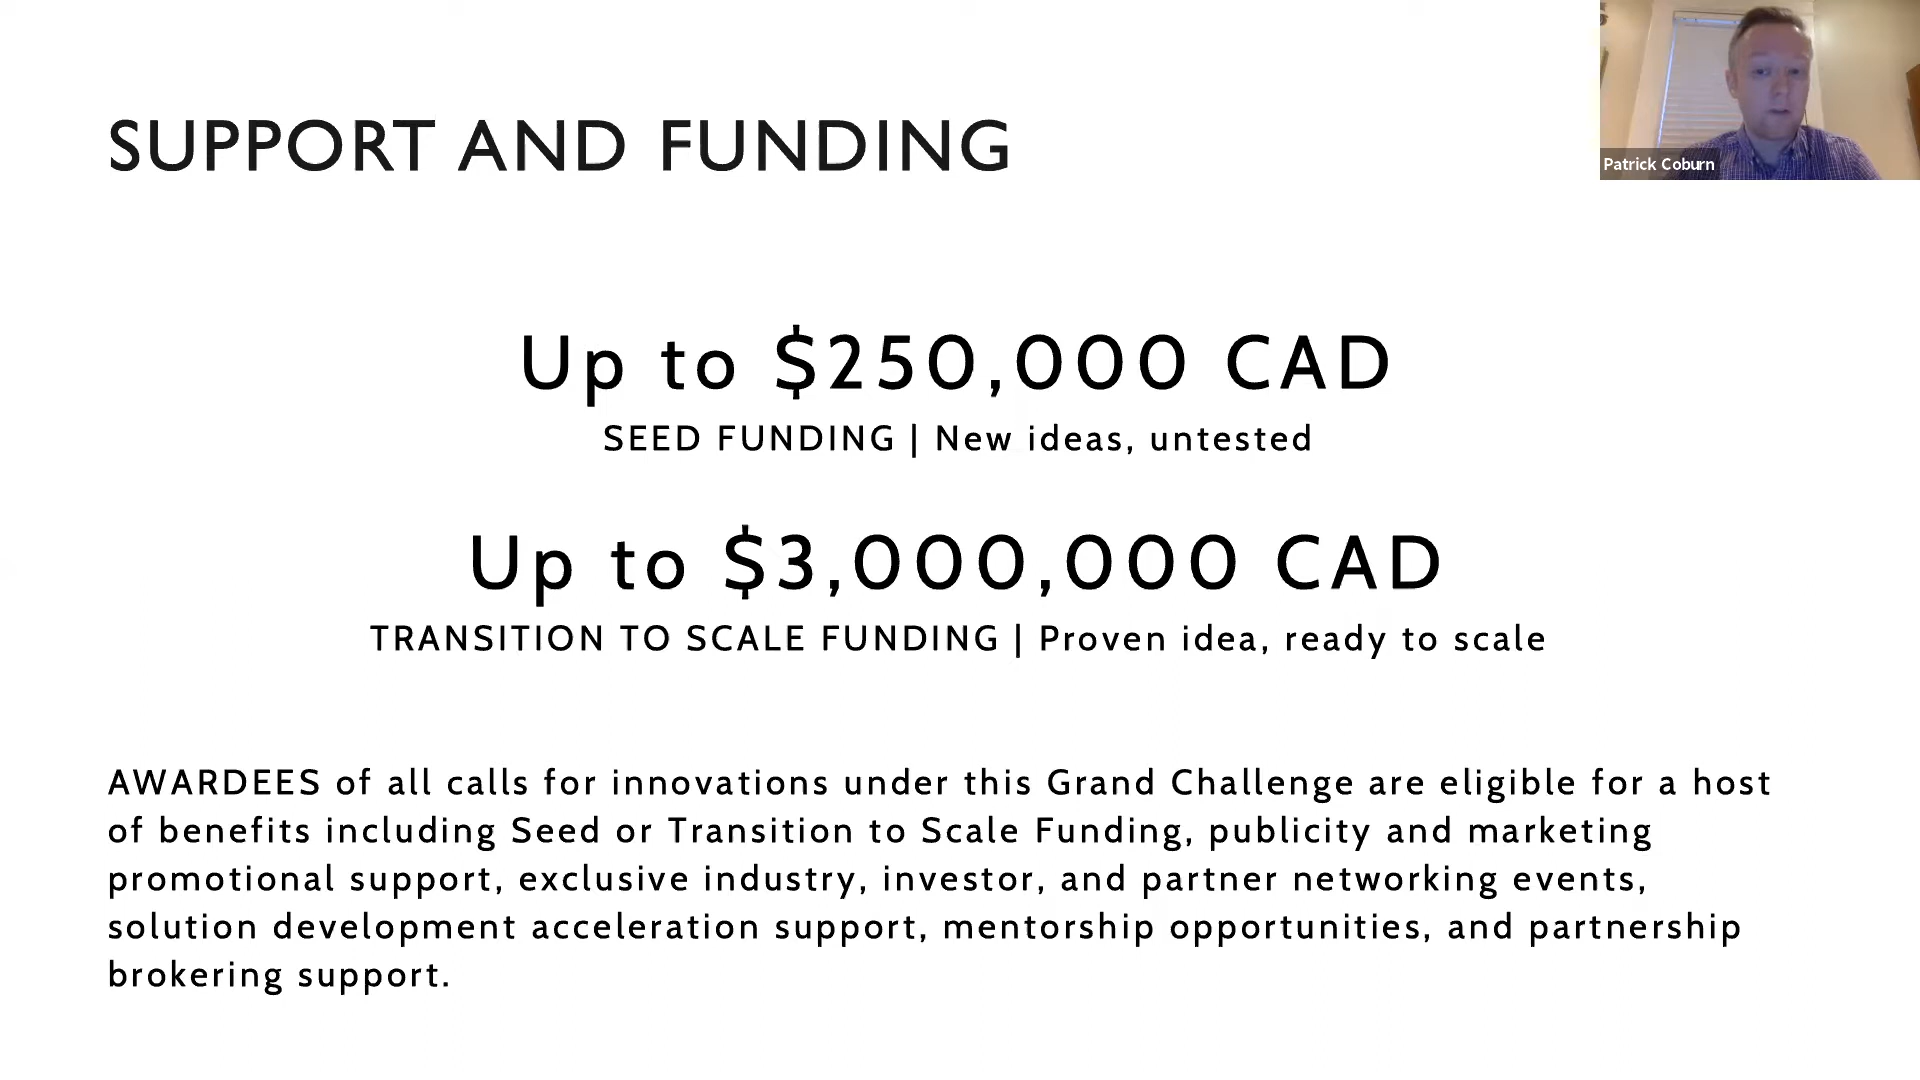 SUPPORT AND FUNDING
Patrick Coburn
Up to $250,000 CAD
SEED FUNDING | New ideas, untested
Up to $3,000,000 CAD
TRANSITION TO SCALE FUNDING | Proven idea, ready to scale
AWARDEES of all calls for innovations under this Grand Challenge are eligible for a host
of benefits including Seed or Transition to Scale Funding, publicity and marketing
promotional support, exclusive industry, investor, and partner networking events,
solution development acceleration support, mentorship opportunities, and partnership
brokering support.